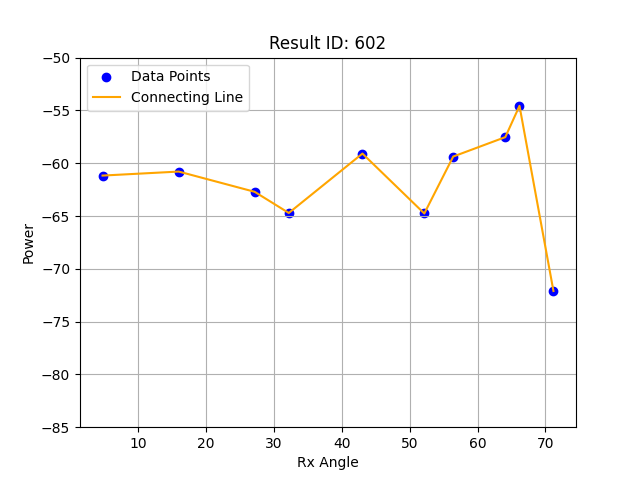 Result ID: 602
Data Points
Connecting Line
−50
−55
−60
−65
−70
−75
−80
−85
Power
10 20 30 40 50 60 70
Rx Angle